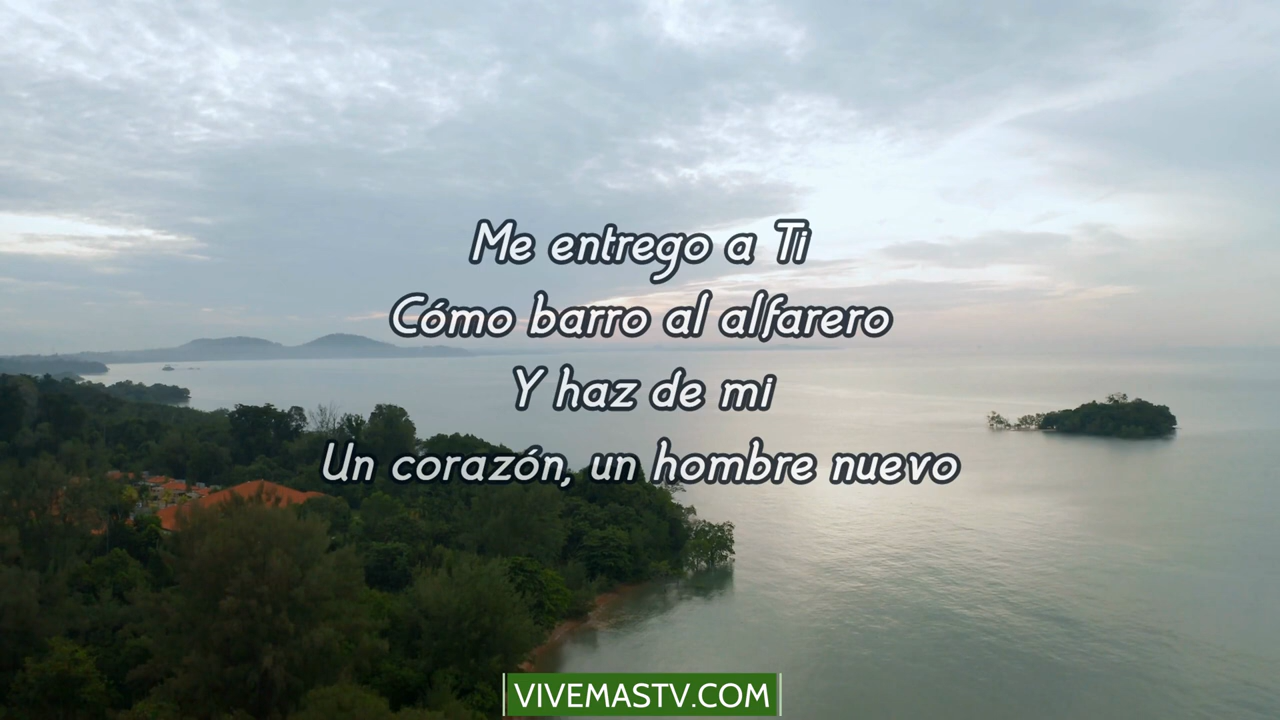 Me entrego a Ti
Cómo barro al alfarero
Y haz de mi
Un corazón, un hombre nuevo
VIVEMASTV.COM